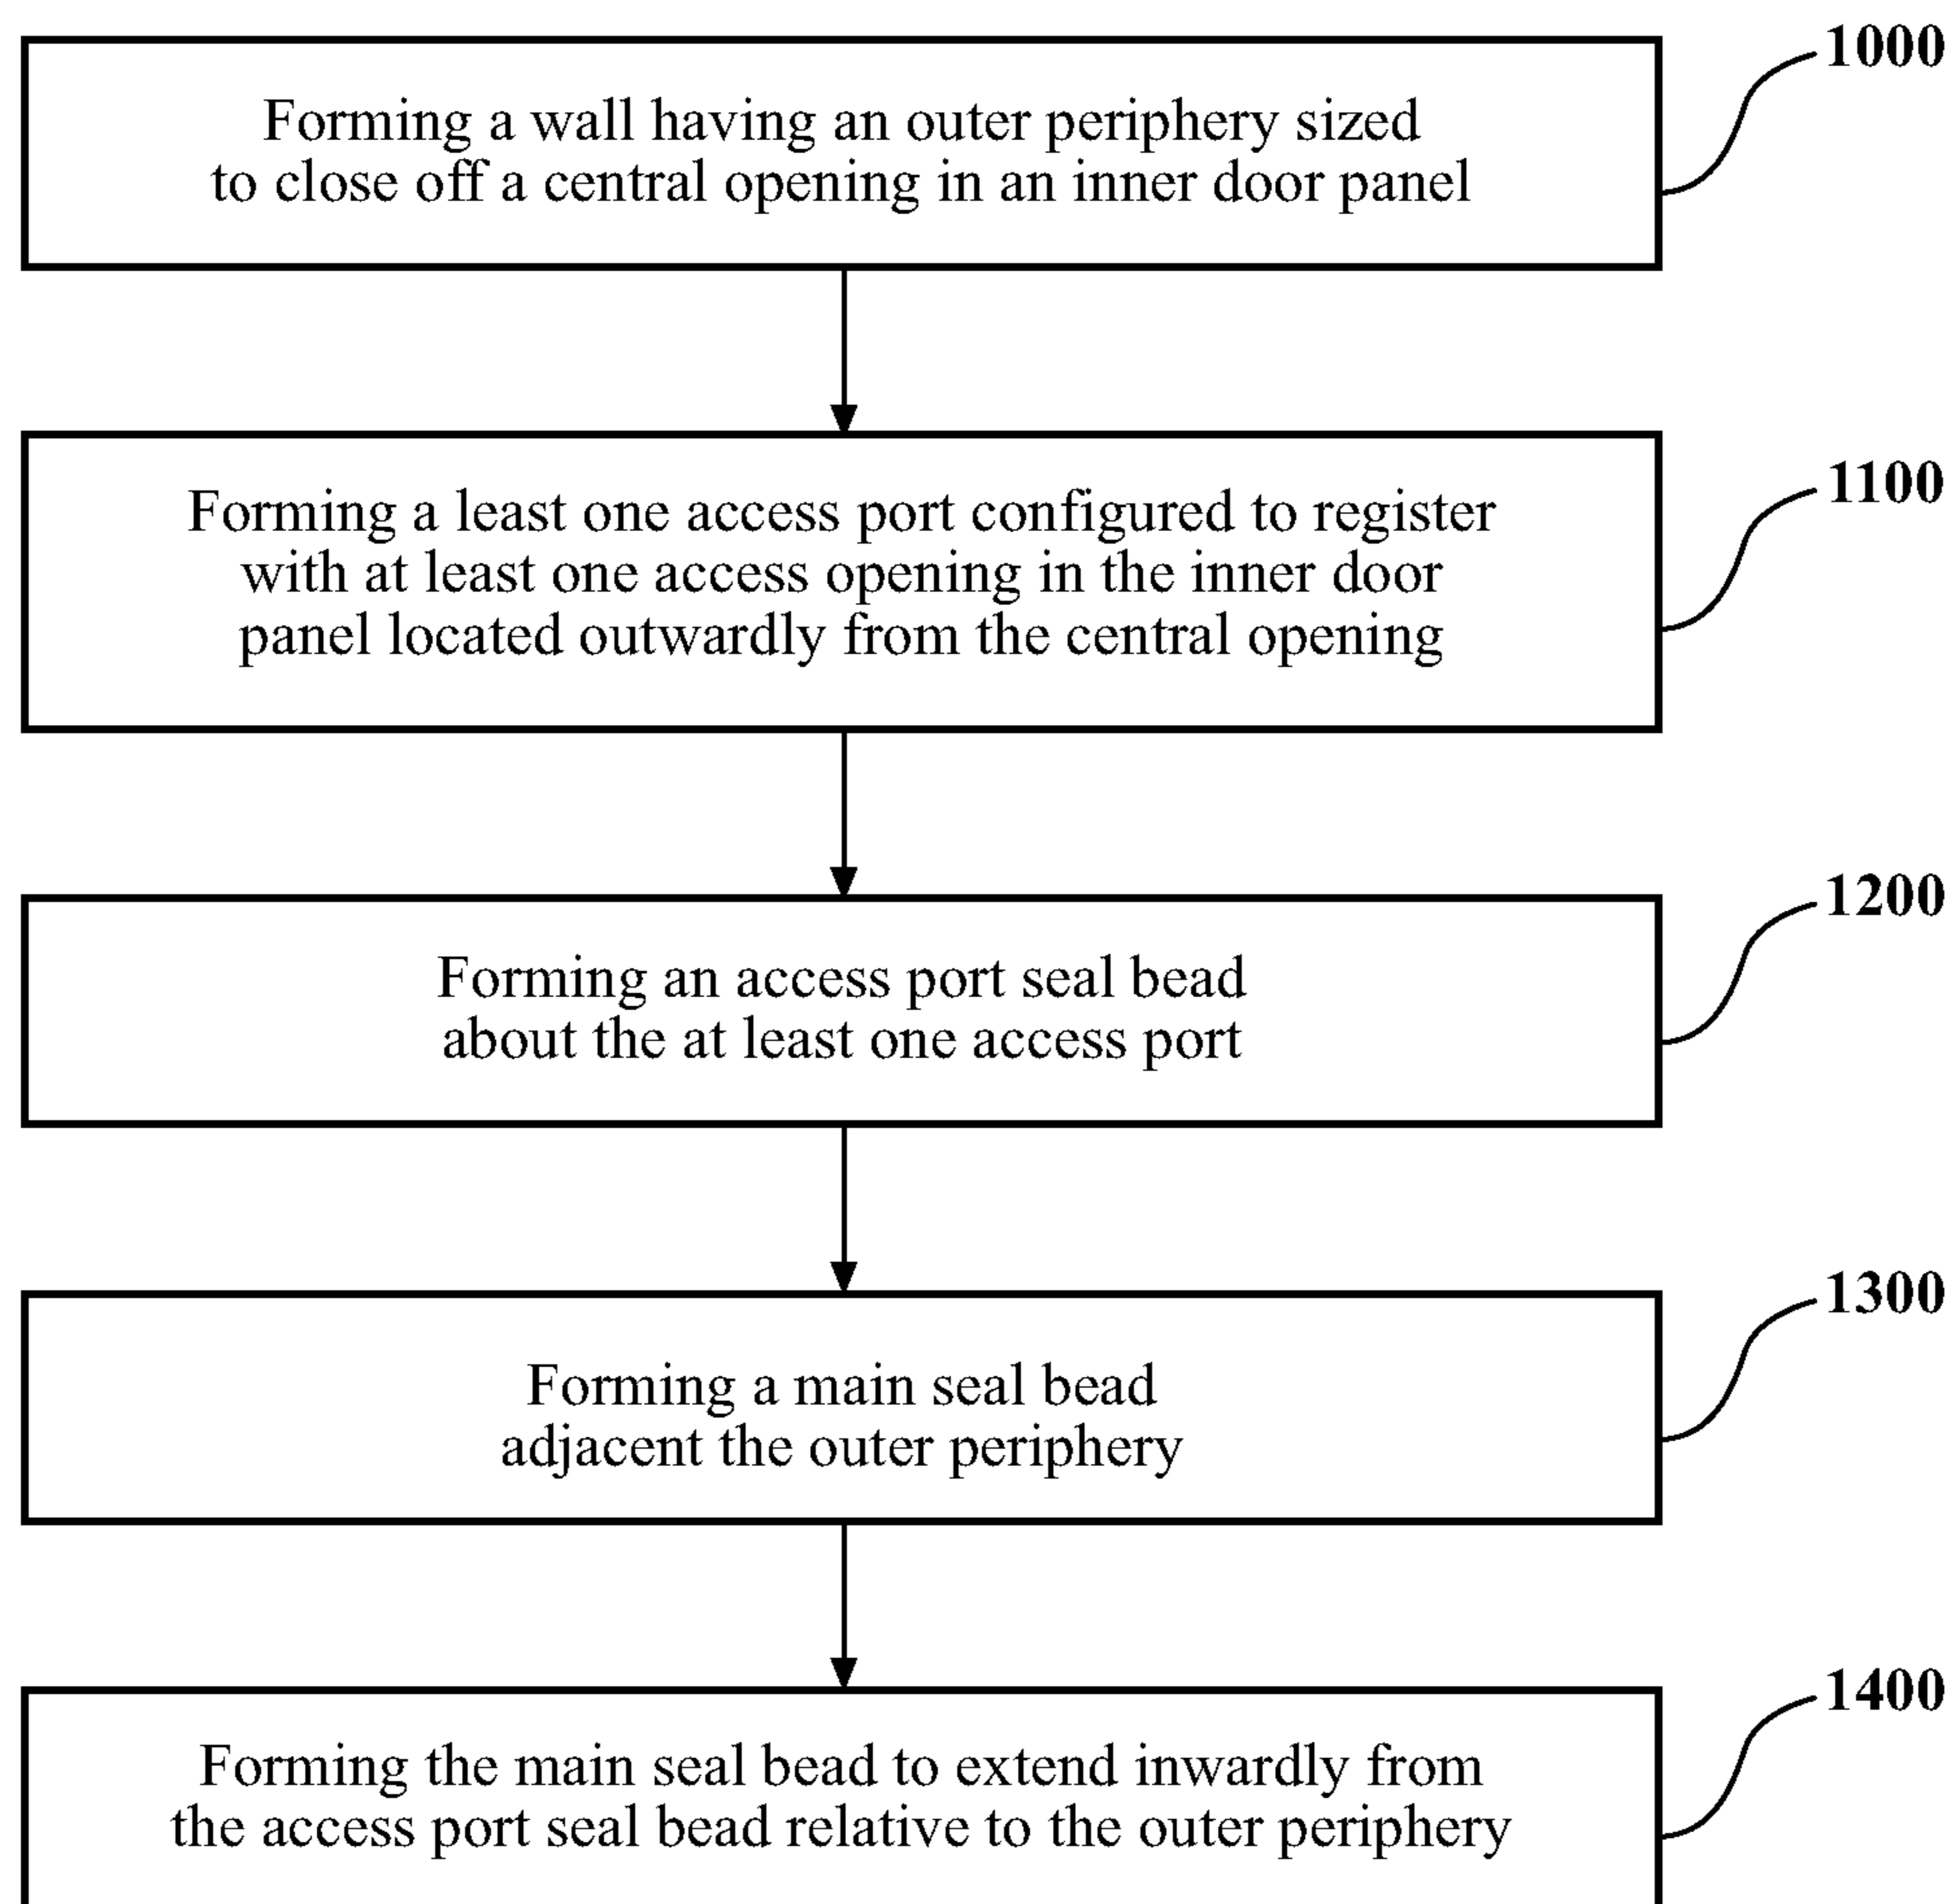 1000
Forming a wall having an outer periphery sized
to close off a central opening in an inner door panel
1100
Forming a least one access port configured to register
with at least one access opening in the inner door
panel located outwardly from the central opening
1200
Forming an access port seal bead
about the at least one access port
1300
Forming a main seal bead
adjacent the outer periphery
1400
Forming the main seal bead to extend inwardly from
the access port seal bead relative to the outer periphery